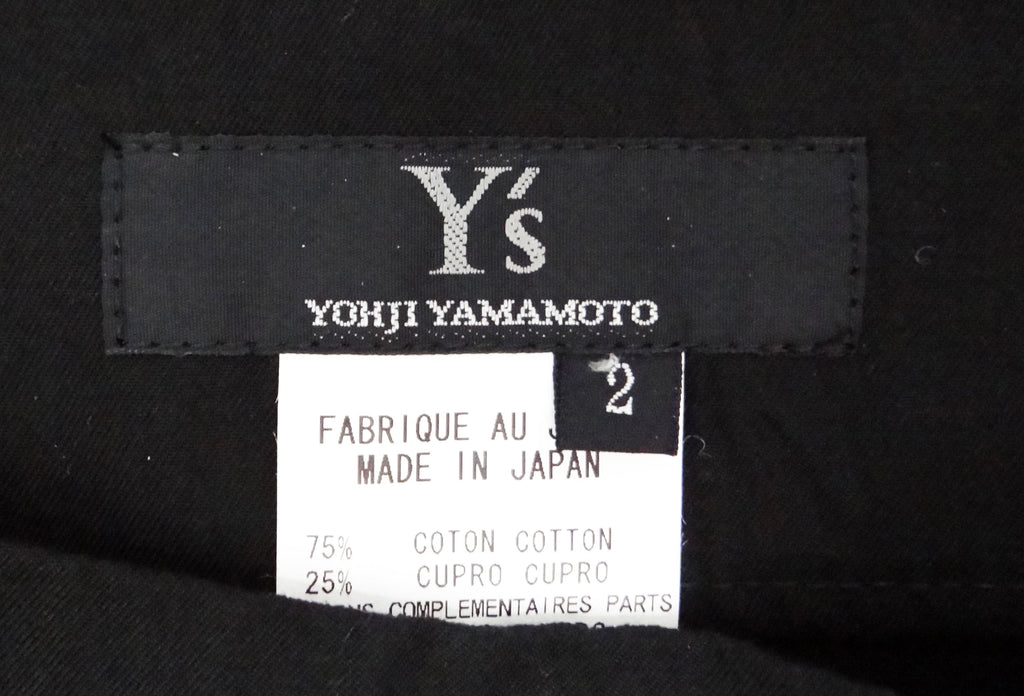 Y's
YOHJI YAMAMOTO
2
FABRIQUE AU
MADE IN JAPAN
75% COTON COTTON
25% CUPRO CUPRO
COMPLEMENTAIRES PARTS